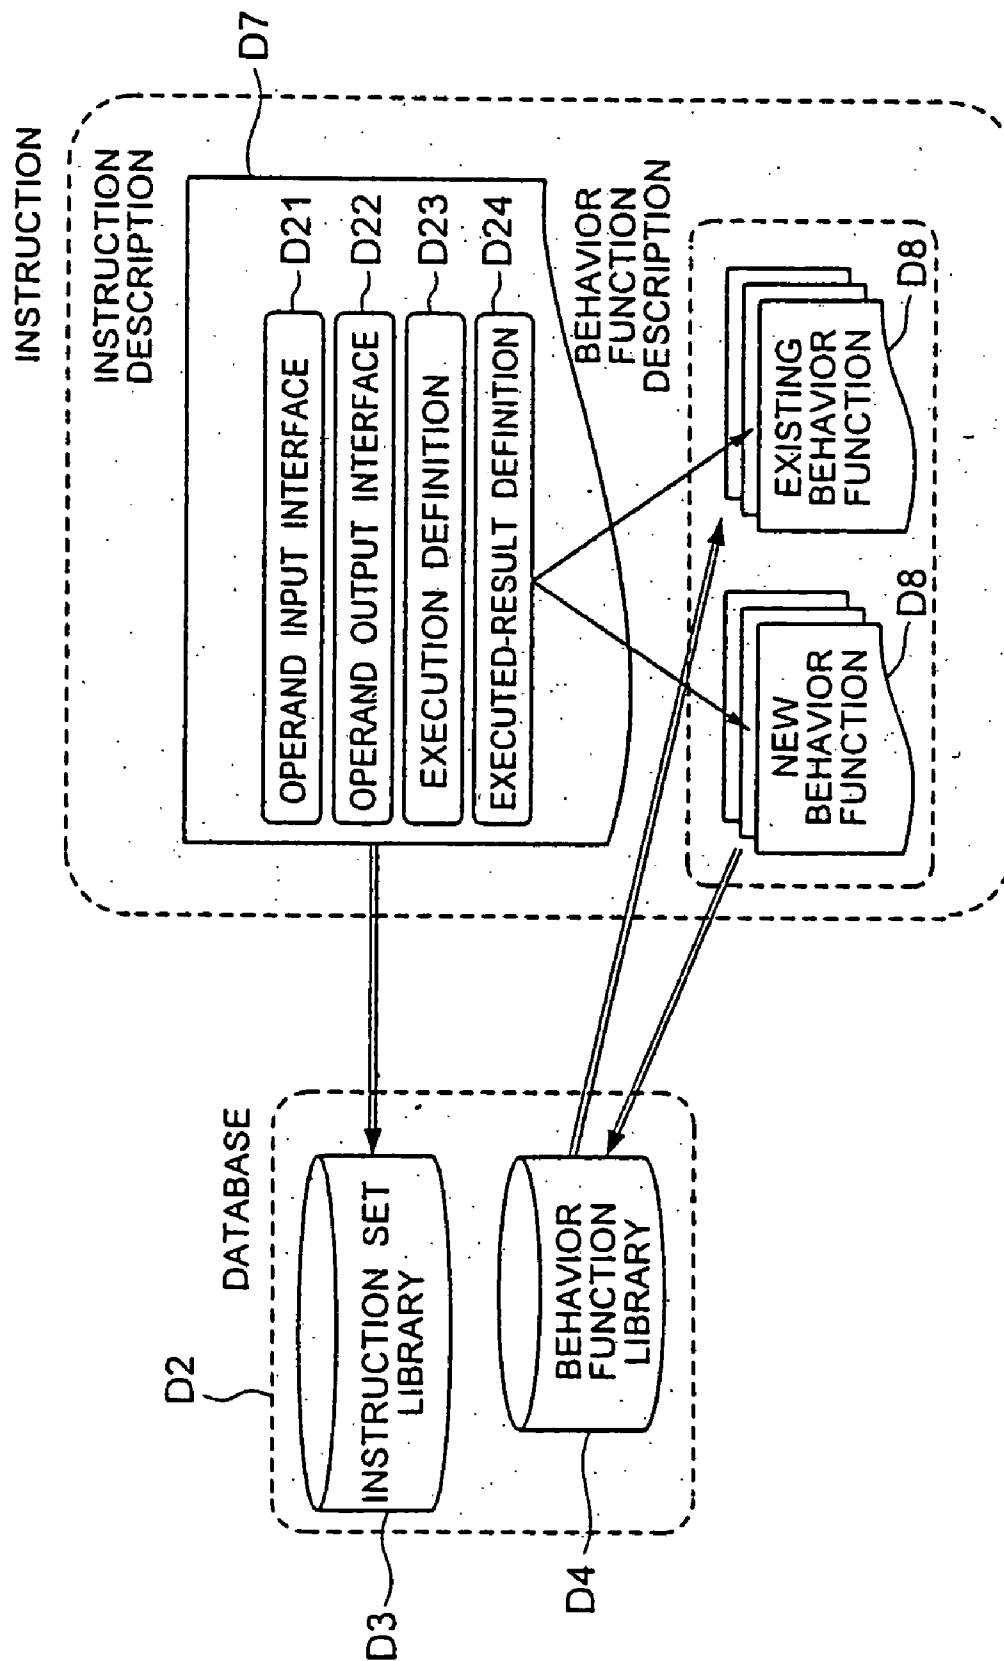 INSTRUCTION
D7
INSTRUCTION
DESCRIPTION
OPERAND INPUT INTERFACE
D21
OPERAND OUTPUT INTERFACE
D22
EXECUTION DEFINITION
D23
EXECUTED-RESULT DEFINITION
D24
BEHAVIOR
FUNCTION
DESCRIPTION
NEW
BEHAVIOR
FUNCTION
D8
EXISTING
BEHAVIOR
FUNCTION
D8
D2
DATABASE
INSTRUCTION SET
LIBRARY
D3
BEHAVIOR
FUNCTION
LIBRARY
D4